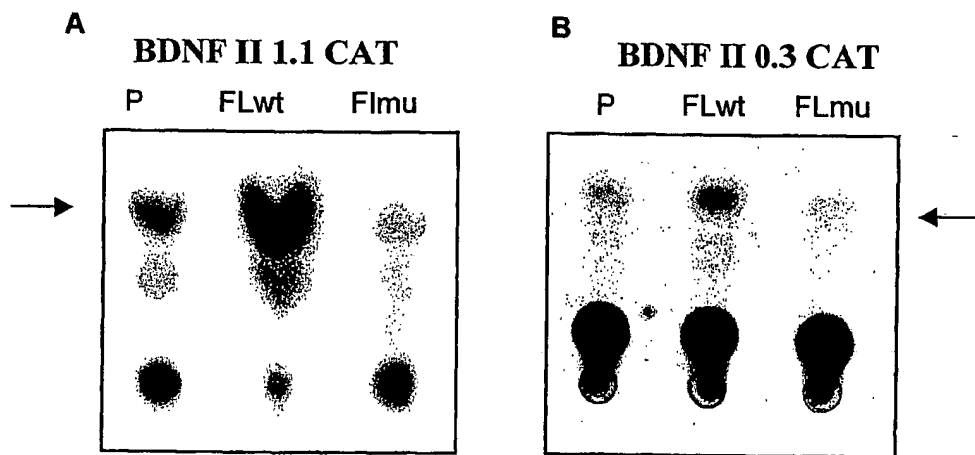 A
BDNF II 1.1 CAT
P FLwt Flmu
B
BDNF II 0.3 CAT
P FLwt FLmu